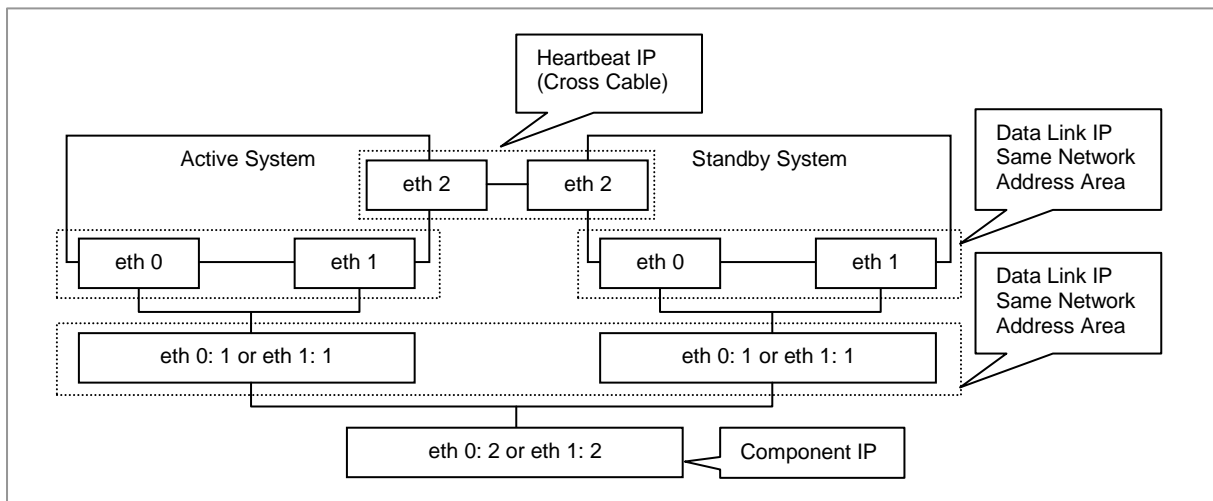 Heartbeat IP
(Cross Cable)
Data Link IP
Same Network
Address Area
Active System
Standby System
eth 2
eth 2
eth 0
eth 1
eth 0
eth 1
Data Link IP
Same Network
Address Area
eth 0: 1 or eth 1: 1
eth 0: 1 or eth 1: 1
eth 0: 2 or eth 1: 2
Component IP